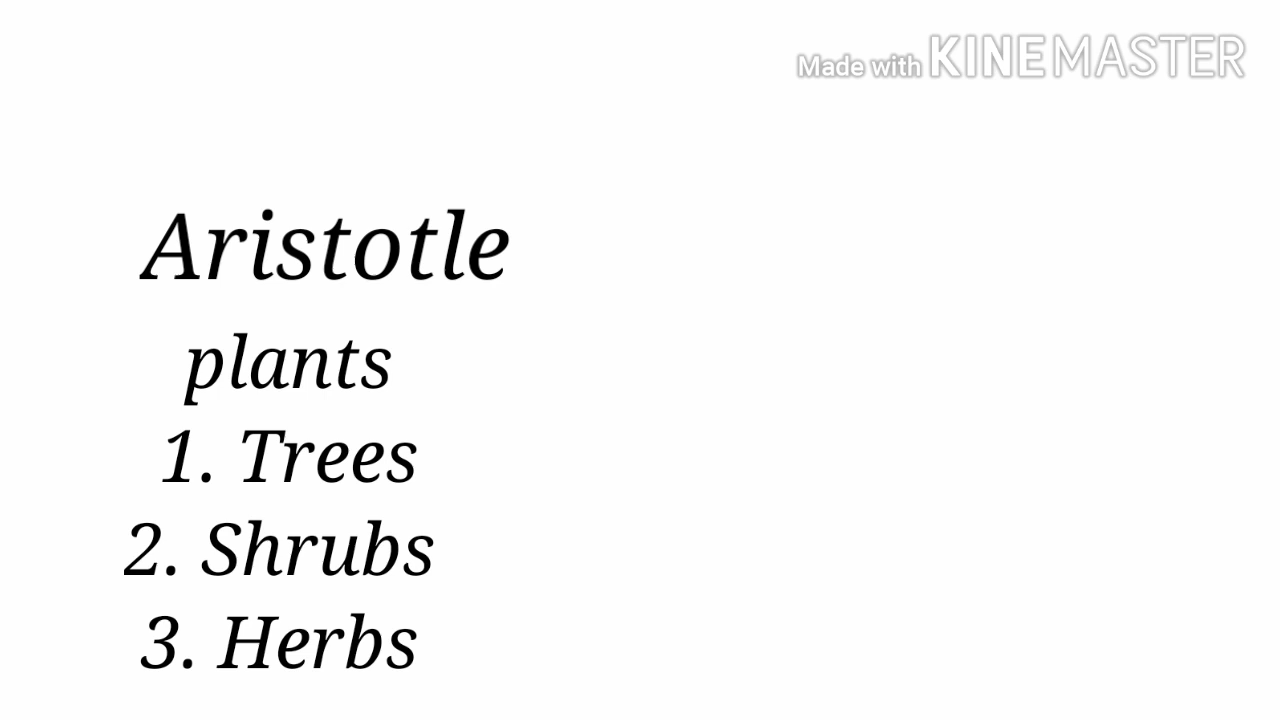 Made with KINEMASTER
Aristotle
plants
1. Trees
2. Shrubs
3. Herbs